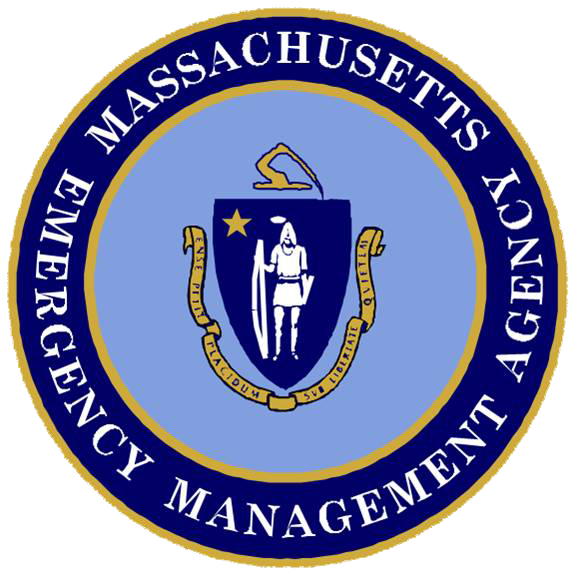 MASSACHUSETTS
EMERGENCY MANAGEMENT AGENCY
ENSE PETIT PLACIDUM SUB LIBERTATE QUIETEM